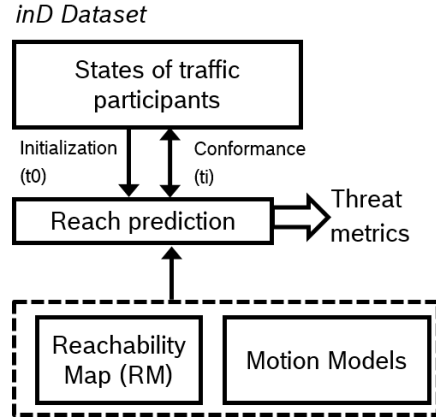 inD Dataset
States of traffic
participants
Initialization
(t0)
Conformance
(ti)
Reach prediction
Threat
metrics
Reachability
Map (RM)
Motion Models